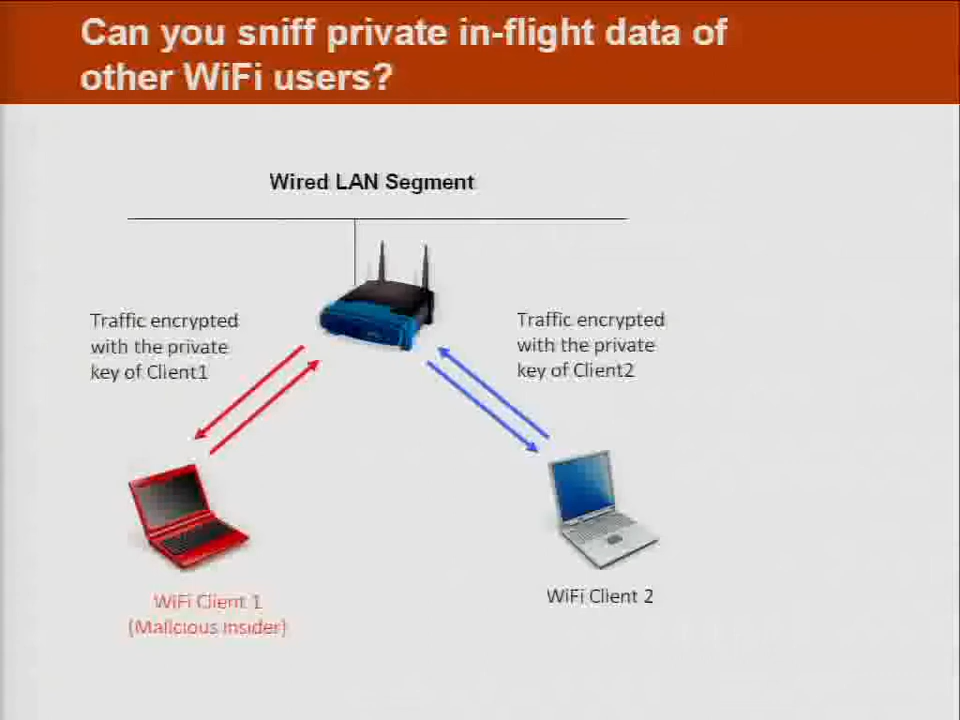 Can you sniff private in-flight data of
other WiFi users?
Wired LAN Segment
Traffic encrypted
with the private
key of Client1
Traffic encrypted
with the private
key of Client2
WiFi Client 1
(Malicious insider)
WiFi Client 2